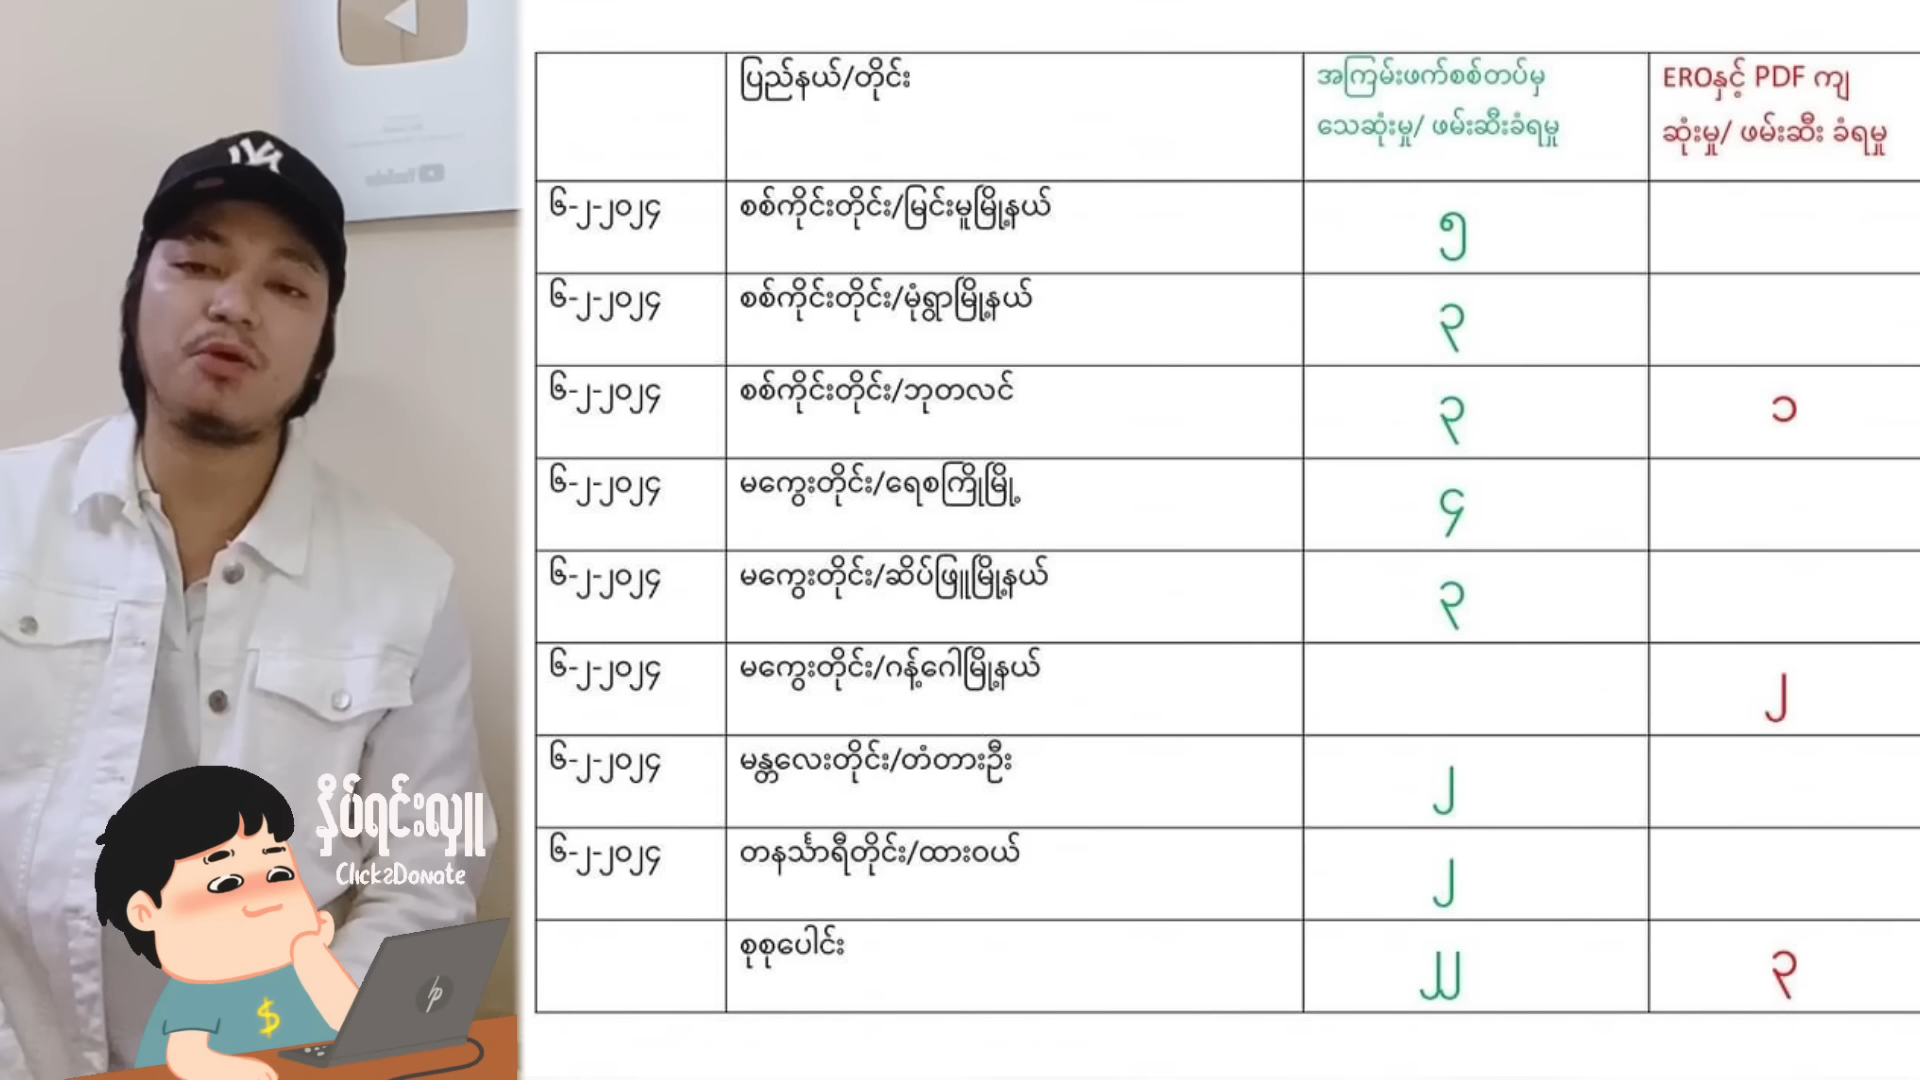 ပြည်နယ်/တိုင်း
အကြမ်းဖက်စစ်တပ်မှ
သေဆုံးမှု/ ဖမ်းဆီးခံရမှု
EROနှင့် PDF ကျ
ဆုံးမှု/ ဖမ်းဆီး ခံရမှု
၆-၂-၂၀၂၄ စစ်ကိုင်းတိုင်း/မြင်းမူမြို့နယ် ၅
၆-၂-၂၀၂၄ စစ်ကိုင်းတိုင်း/မုံရွာမြို့နယ် ၃
၆-၂-၂၀၂၄ စစ်ကိုင်းတိုင်း/ဘုတလင် ၃ ၁
၆-၂-၂၀၂၄ မကွေးတိုင်း/ရေစကြိုမြို့ ၄
၆-၂-၂၀၂၄ မကွေးတိုင်း/ဆိပ်ဖြူမြို့နယ် ၃
၆-၂-၂၀၂၄ မကွေးတိုင်း/ဂန့်ဂေါမြို့နယ် ၂
၆-၂-၂၀၂၄ မန္တလေးတိုင်း/တံတားဦး ၂
၆-၂-၂၀၂၄ တနင်္သာရီတိုင်း/ထားဝယ် ၂
စုစုပေါင်း ၂၂ ၃
နှိပ်ရင်းလှူ
Click2Donate
$
hp